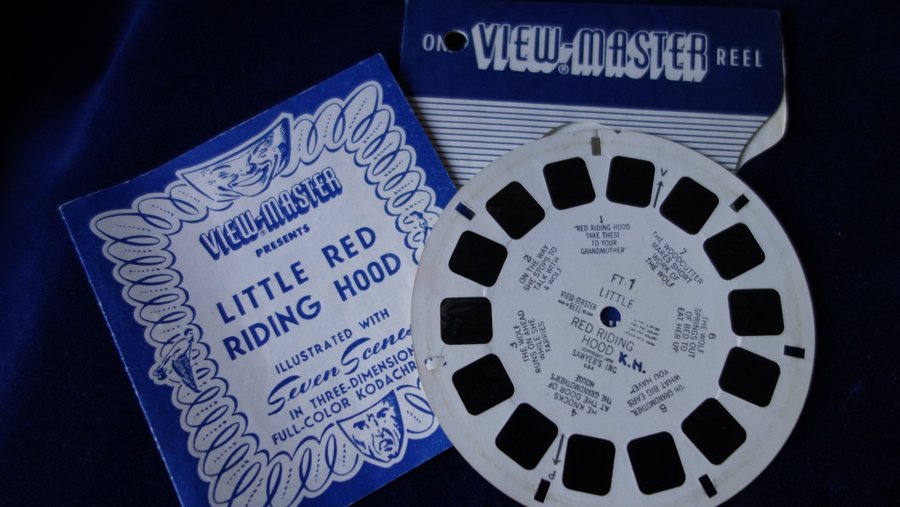 VIEW-MASTER
PRESENTS
LITTLE RED
RIDING HOOD
ILLUSTRATED WITH
Seven Scenes
IN THREE-DIMENSION
FULL-COLOR KODACHR
ON VIEW-MASTER® REEL
1
"RED RIDING HOOD
TAKE THESE
TO YOUR
GRANDMOTHER"
2
ON THE WAY
SHE STOPS TO
TALK WITH
A WOLF
3
THE WOLF
RUNS ON AHEAD
WHILE SHE
TARRIES
4
HE KNOCKS
AT THE DOOR OF
THE GRANDMOTHER'S
HOUSE
"OH, GRANDMOTHER,
WHAT BIG EARS
YOU HAVE!"
6
THE WOLF
SPRINGS OUT
OF BED TO
EAT HER UP
7
THE WOODCUTTER
MAKES SHORT
WORK OF
THE WOLF
FT-1
LITTLE
VIEW-MASTER
REEL
RED RIDING
HOOD K.H.
SAWYER'S INC